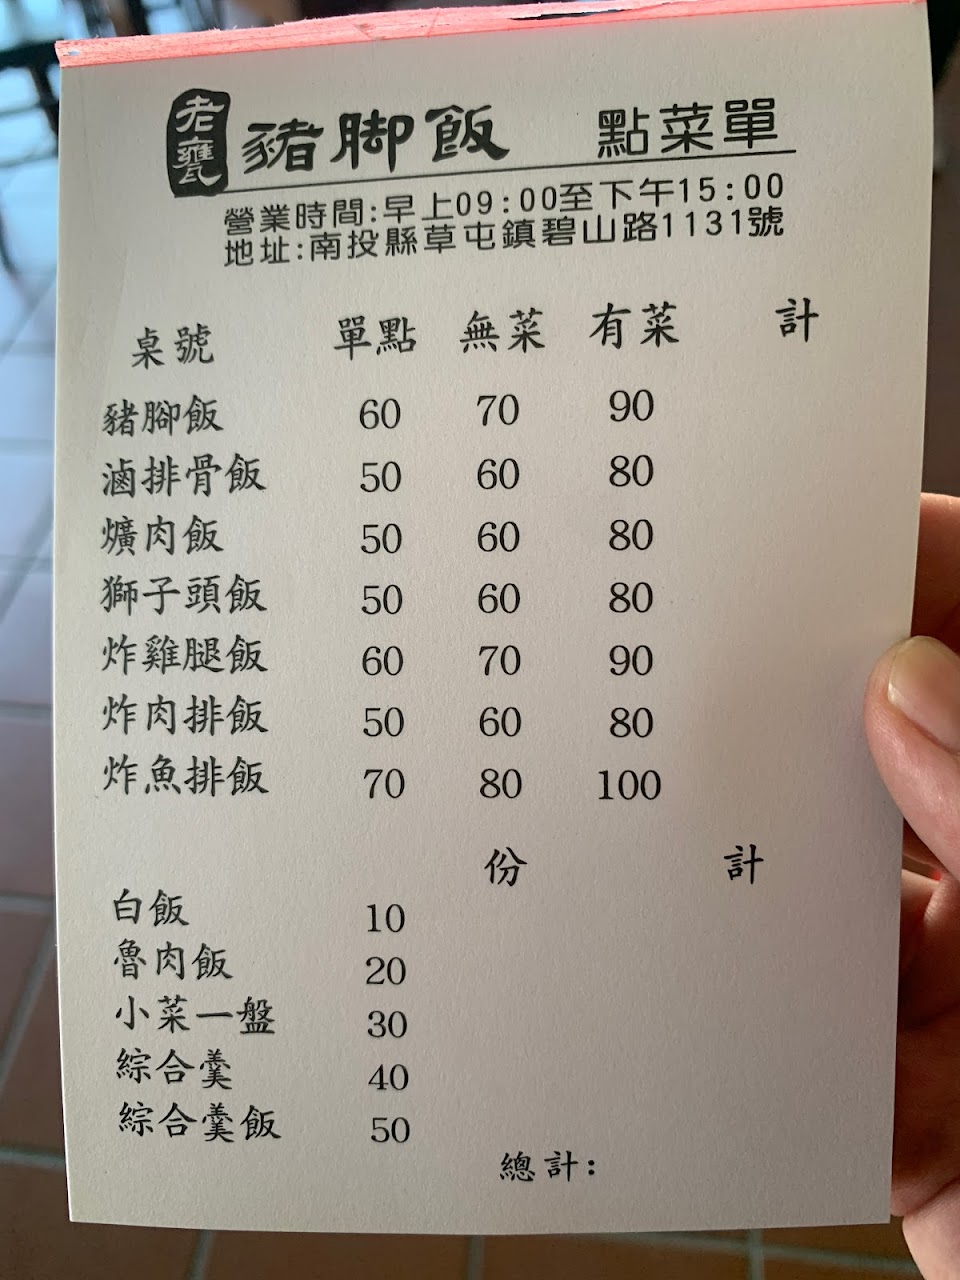 老甕 豬脚飯 點菜單
營業時間:早上09:00至下午15:00
地址:南投縣草屯鎮碧山路1131號
桌號 單點 無菜 有菜 計
豬腳飯 60 70 90
滷排骨飯 50 60 80
爌肉飯 50 60 80
獅子頭飯 50 60 80
炸雞腿飯 60 70 90
炸肉排飯 50 60 80
炸魚排飯 70 80 100
份 計
白飯 10
魯肉飯 20
小菜一盤 30
綜合羹 40
綜合羹飯 50
總計: